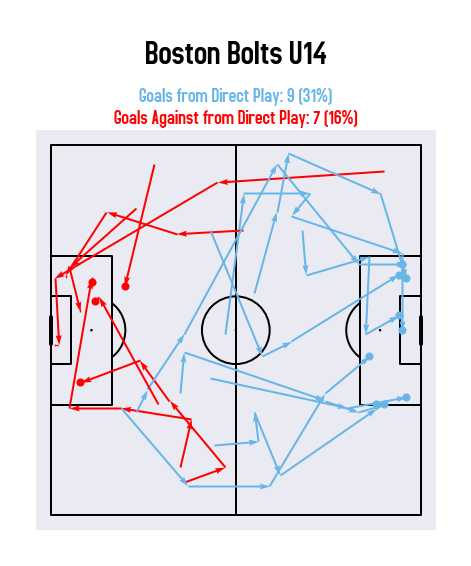 Boston Bolts U14
Goals from Direct Play: 9 (31%)
Goals Against from Direct Play: 7 (16%)